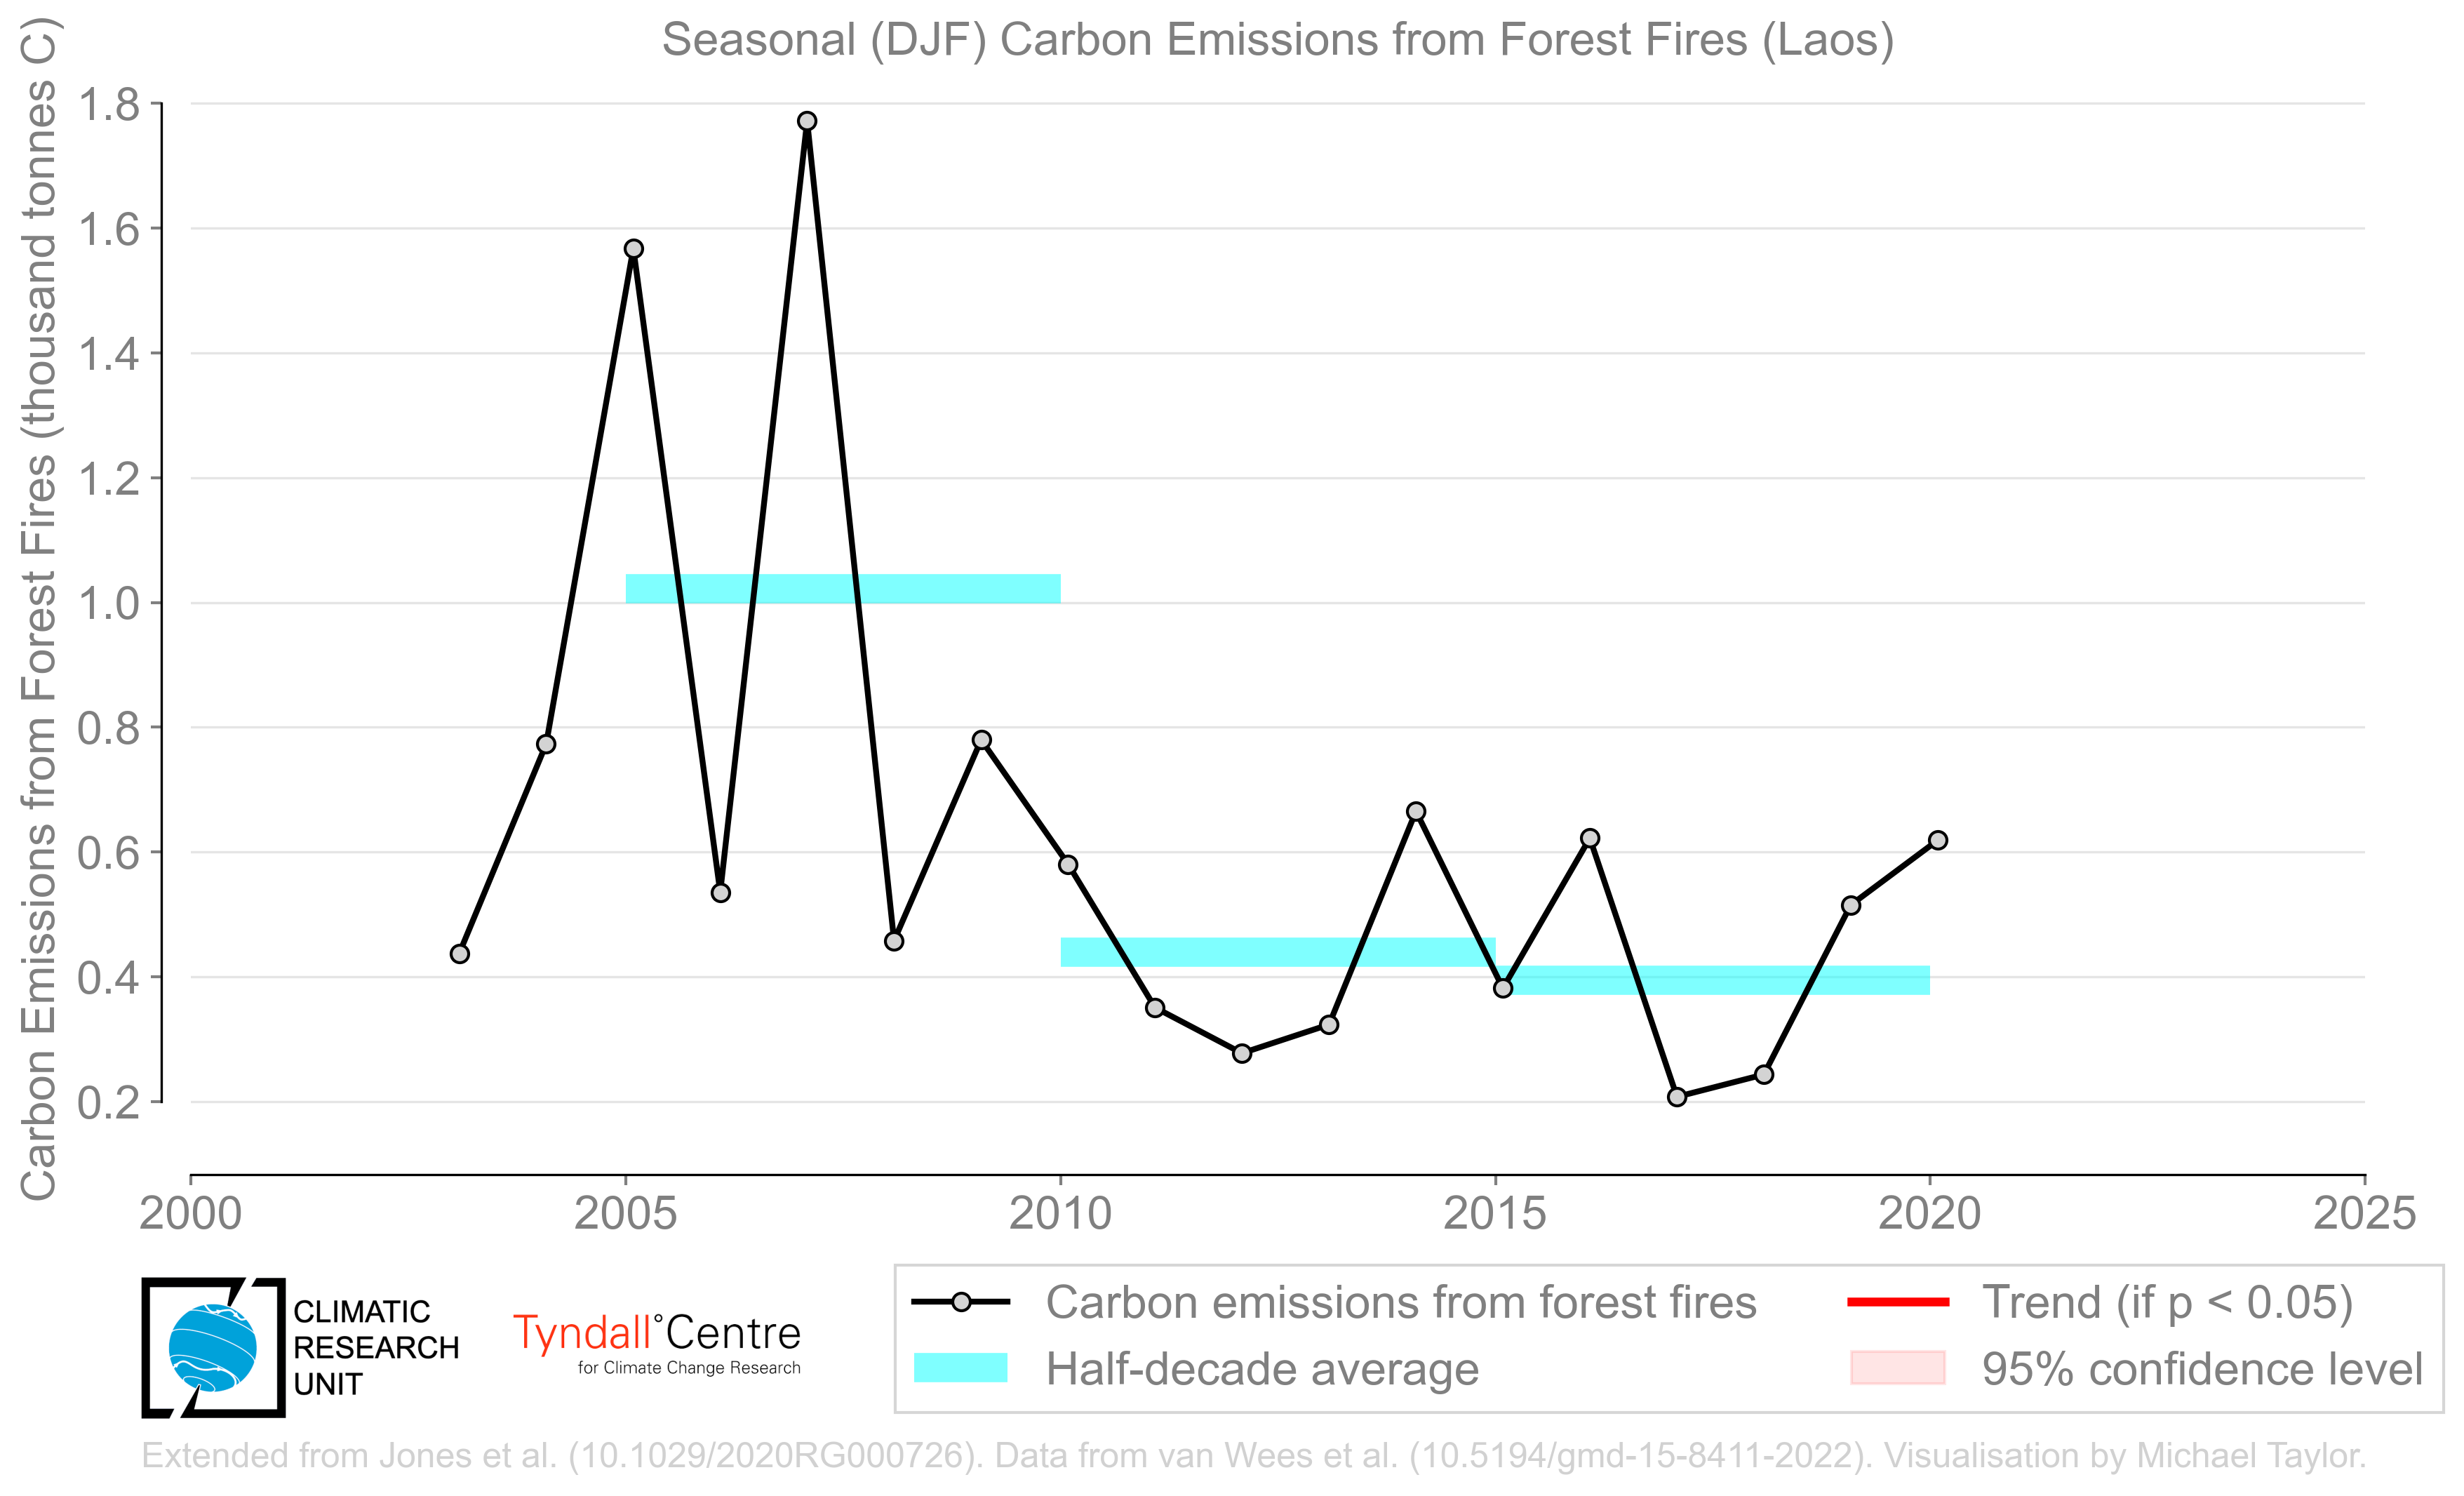 Seasonal (DJF) Carbon Emissions from Forest Fires (Laos)
Carbon Emissions from Forest Fires (thousand tonnes C)
1.8
1.6
1.4
1.2
1.0
0.8
0.6
0.4
0.2
2000 2005 2010 2015 2020 2025
CLIMATIC
RESEARCH
UNIT
Tyndall°Centre
for Climate Change Research
Carbon emissions from forest fires
Half-decade average
Trend (if p < 0.05)
95% confidence level
Extended from Jones et al. (10.1029/2020RG000726). Data from van Wees et al. (10.5194/gmd-15-8411-2022). Visualisation by Michael Taylor.